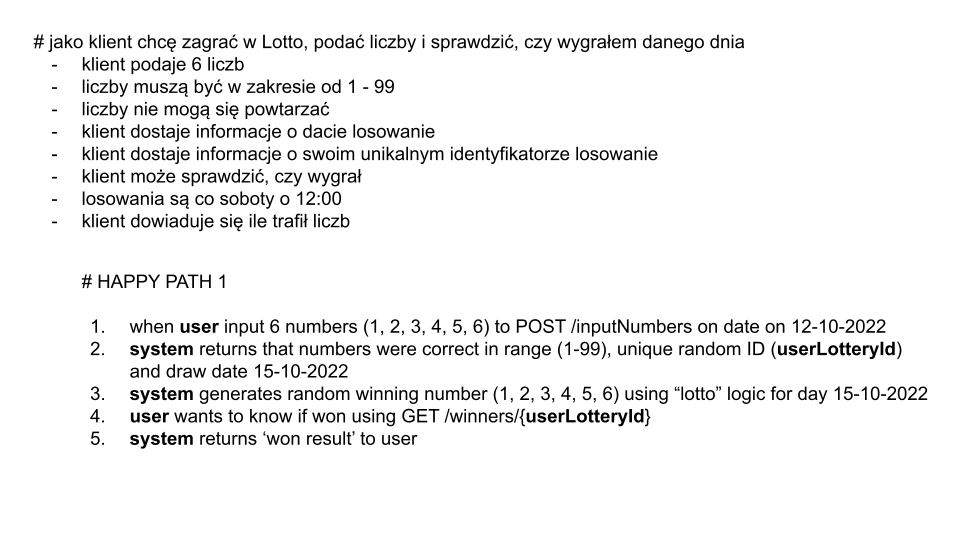 # jako klient chcę zagrać w Lotto, podać liczby i sprawdzić, czy wygrałem danego dnia
- klient podaje 6 liczb
- liczby muszą być w zakresie od 1 - 99
- liczby nie mogą się powtarzać
- klient dostaje informacje o dacie losowanie
- klient dostaje informacje o swoim unikalnym identyfikatorze losowanie
- klient może sprawdzić, czy wygrał
- losowania są co soboty o 12:00
- klient dowiaduje się ile trafił liczb
# HAPPY PATH 1
1. when user input 6 numbers (1, 2, 3, 4, 5, 6) to POST /inputNumbers on date on 12-10-2022
2. system returns that numbers were correct in range (1-99), unique random ID (userLotteryId)
and draw date 15-10-2022
3. system generates random winning number (1, 2, 3, 4, 5, 6) using “lotto” logic for day 15-10-2022
4. user wants to know if won using GET /winners/{userLotteryId}
5. system returns ‘won result’ to user